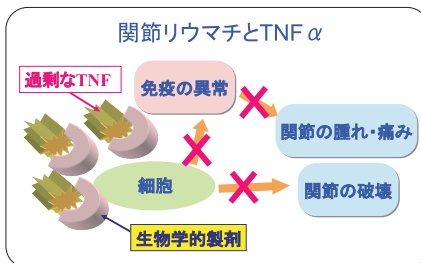 関節リウマチとTNFα
過剰なTNF
免疫の異常
関節の腫れ・痛み
細胞
関節の破壊
生物学的製剤